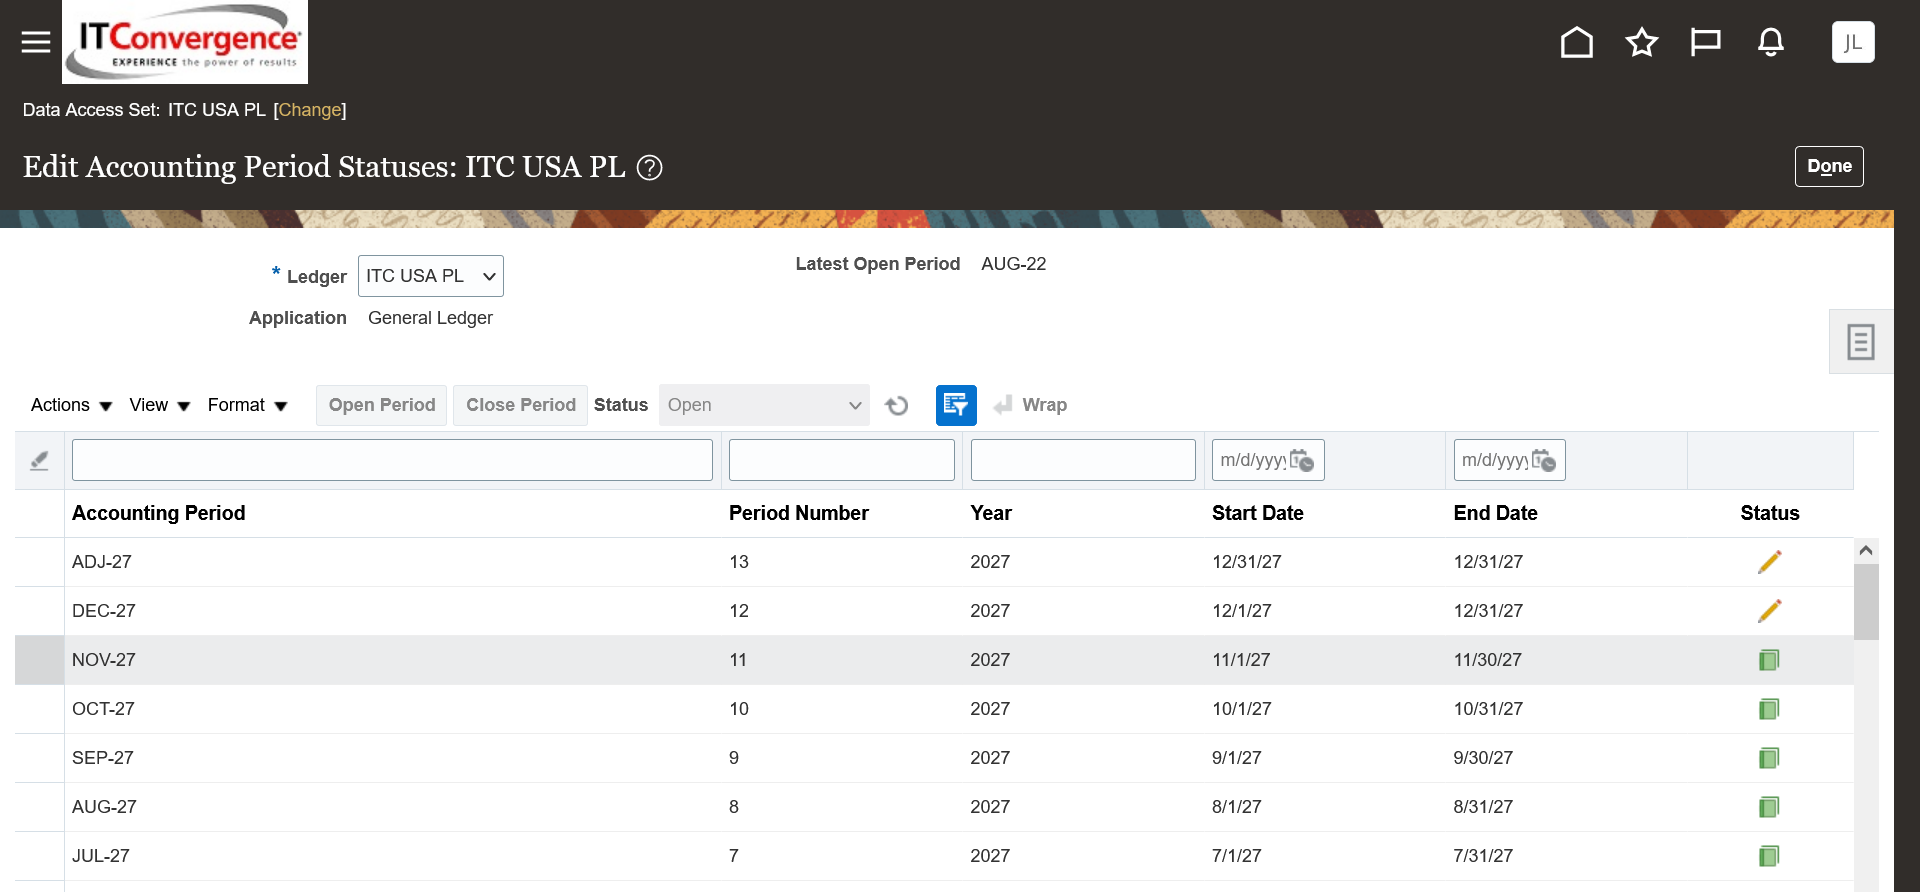 ITConvergence
EXPERIENCE the power of results
JL
Data Access Set: ITC USA PL [Change]
Edit Accounting Period Statuses: ITC USA PL ?
Done
* Ledger ITC USA PL
Latest Open Period AUG-22
Application General Ledger
Actions View Format Open Period Close Period Status Open Wrap
m/d/yyyy m/d/yyyy
Accounting Period Period Number Year Start Date End Date Status
ADJ-27 13 2027 12/31/27 12/31/27
DEC-27 12 2027 12/1/27 12/31/27
NOV-27 11 2027 11/1/27 11/30/27
OCT-27 10 2027 10/1/27 10/31/27
SEP-27 9 2027 9/1/27 9/30/27
AUG-27 8 2027 8/1/27 8/31/27
JUL-27 7 2027 7/1/27 7/31/27